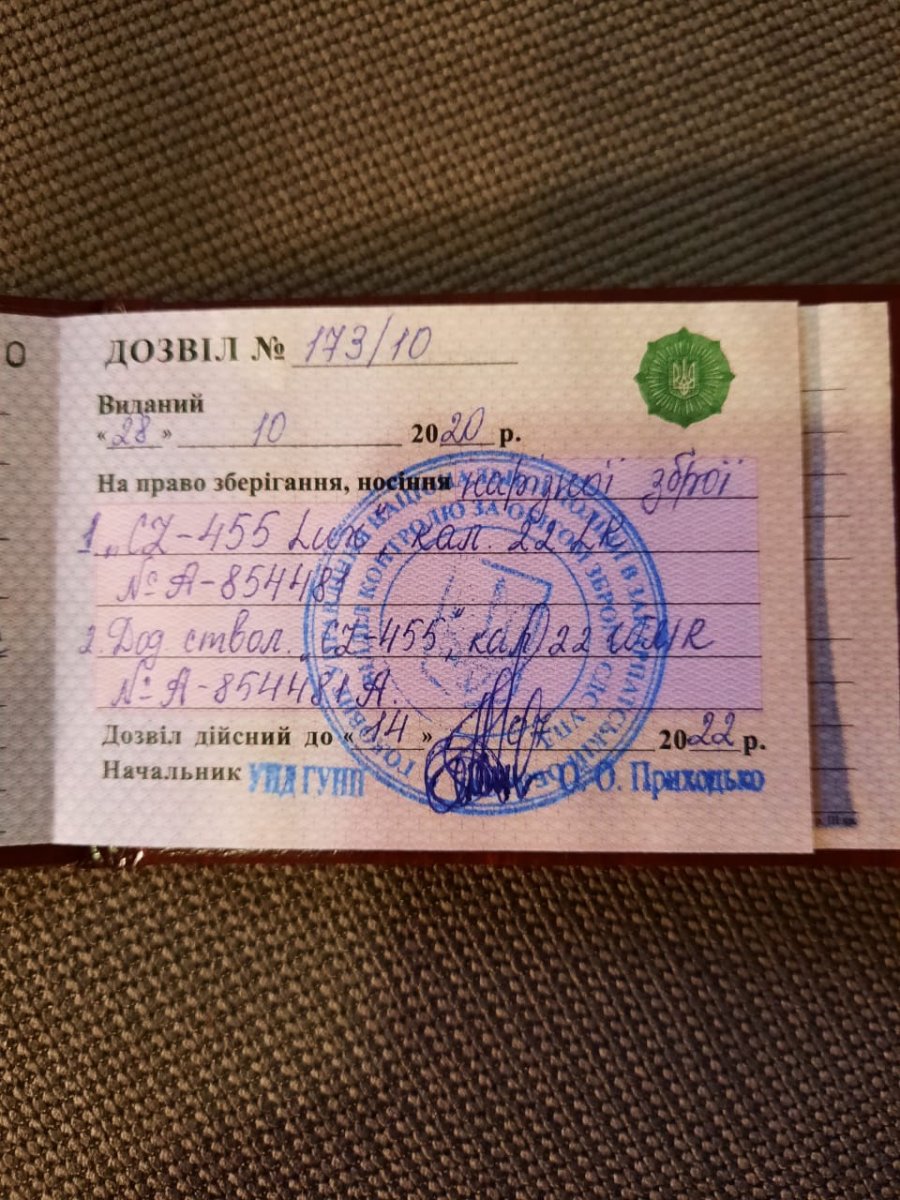 О
ДОЗВІЛ № 173/10
Виданий
« 28 » 10 2020 р.
На право зберігання, носіння нарізної зброї
1. „CZ-455 Lux" кал. 22 LR
№ А-854481
2. Дод ствол. „CZ-455" кал 22 WMR
№ А-854481 А.
Дозвіл дійсний до « 14 » 07 2022 р.
Начальник УПД ГУНП О. О. Приходько